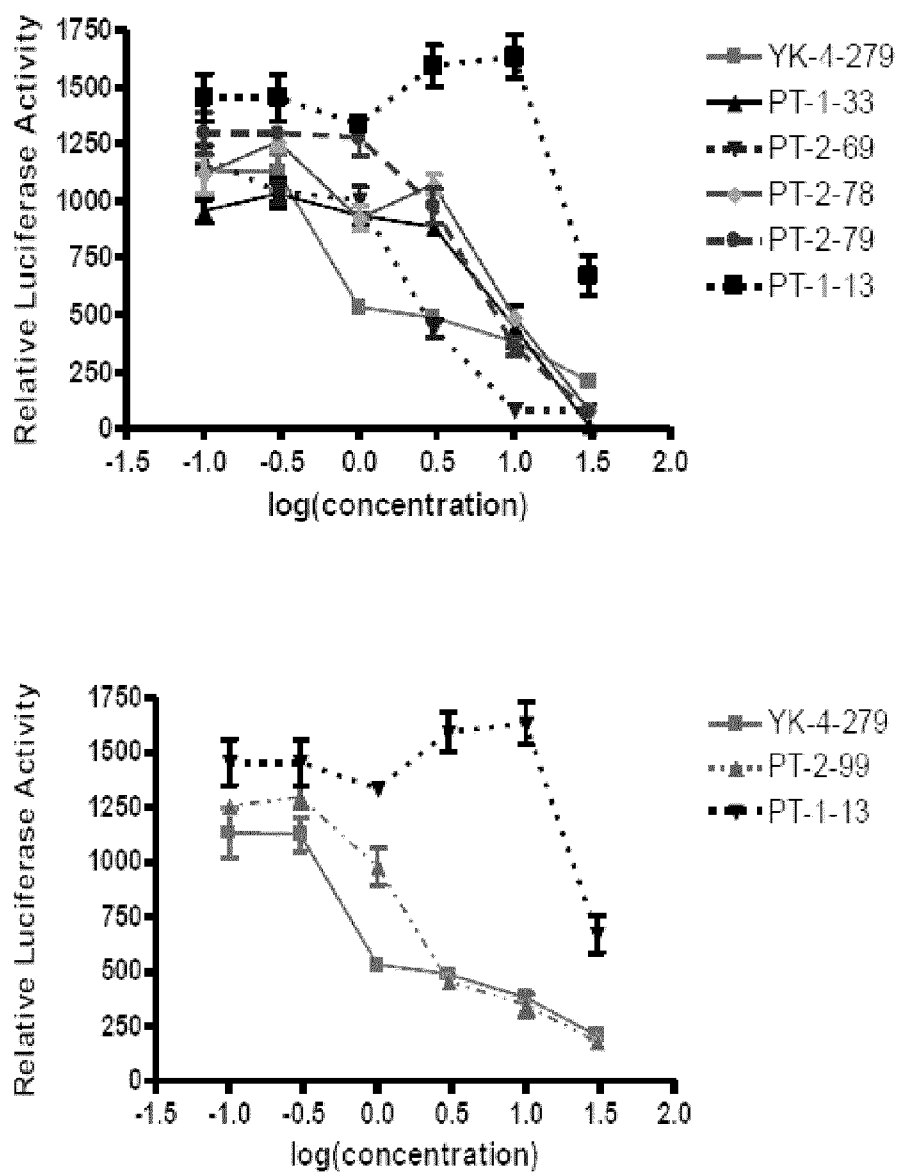 1750
1500
1250
1000
750
500
250
0
Relative Luciferase Activity
-1.5 -1.0 -0.5 0.0 0.5 1.0 1.5 2.0
log(concentration)
YK-4-279
PT-1-33
PT-2-69
PT-2-78
PT-2-79
PT-1-13
1750
1500
1250
1000
750
500
250
0
Relative Luciferase Activity
-1.5 -1.0 -0.5 0.0 0.5 1.0 1.5 2.0
log(concentration)
YK-4-279
PT-2-99
PT-1-13